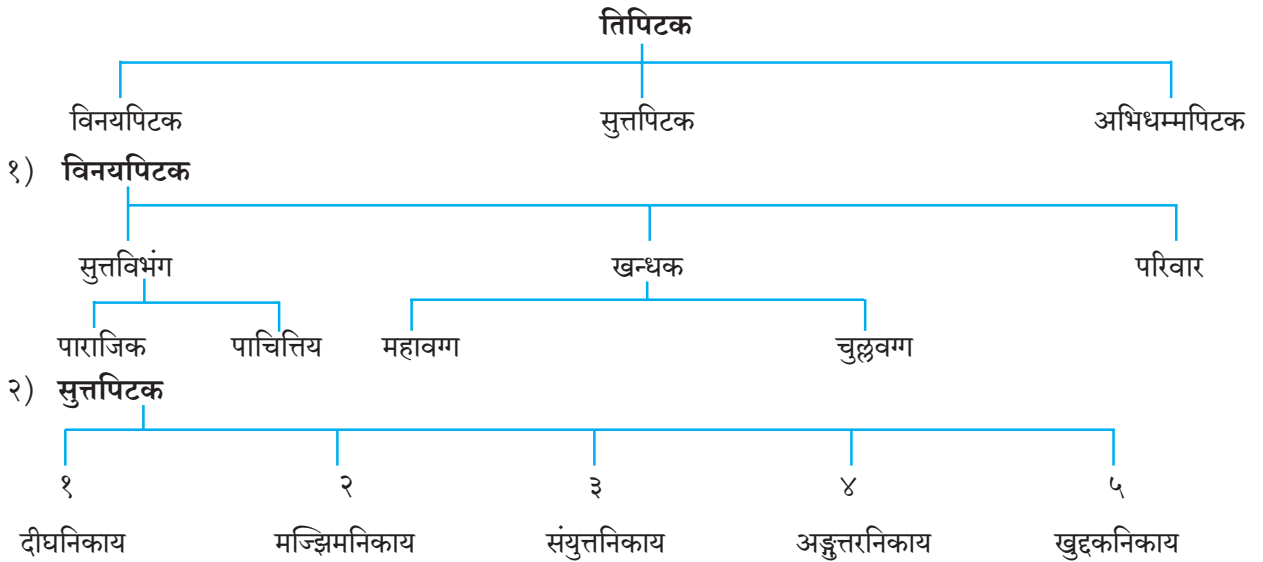 तिपिटक
विनयपिटक सुत्तपिटक अभिधम्मपिटक
१) विनयपिटक
सुत्तविभंग खन्धक परिवार
पाराजिक पाचित्तिय महावग्ग चुल्लवग्ग
२) सुत्तपिटक
१ २ ३ ४ ५
दीघनिकाय मज्झिमनिकाय संयुत्तनिकाय अङ्गुत्तरनिकाय खुद्दकनिकाय